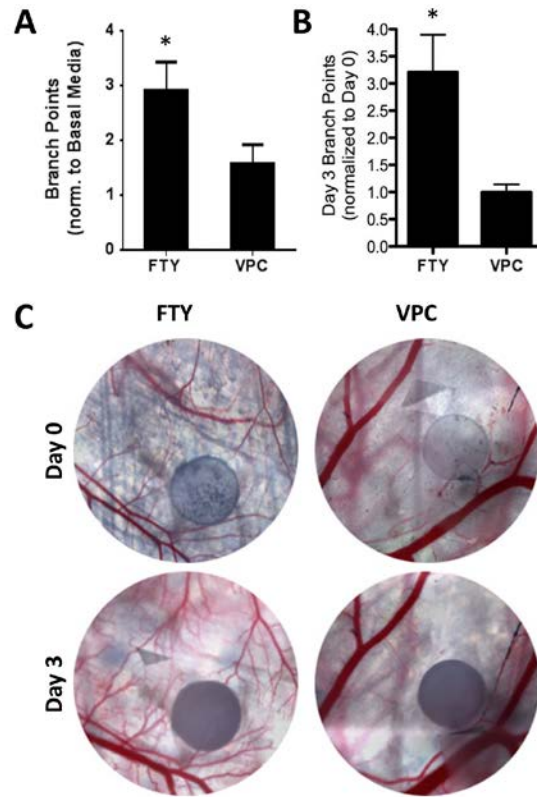 A
Branch Points
(norm. to Basal Media)
4
3
2
1
0
*
FTY
VPC
B
Day 3 Branch Points
(normalized to Day 0)
4.0
3.5
3.0
2.5
2.0
1.5
1.0
0.5
0.0
*
FTY
VPC
C
FTY
VPC
Day 0
Day 3